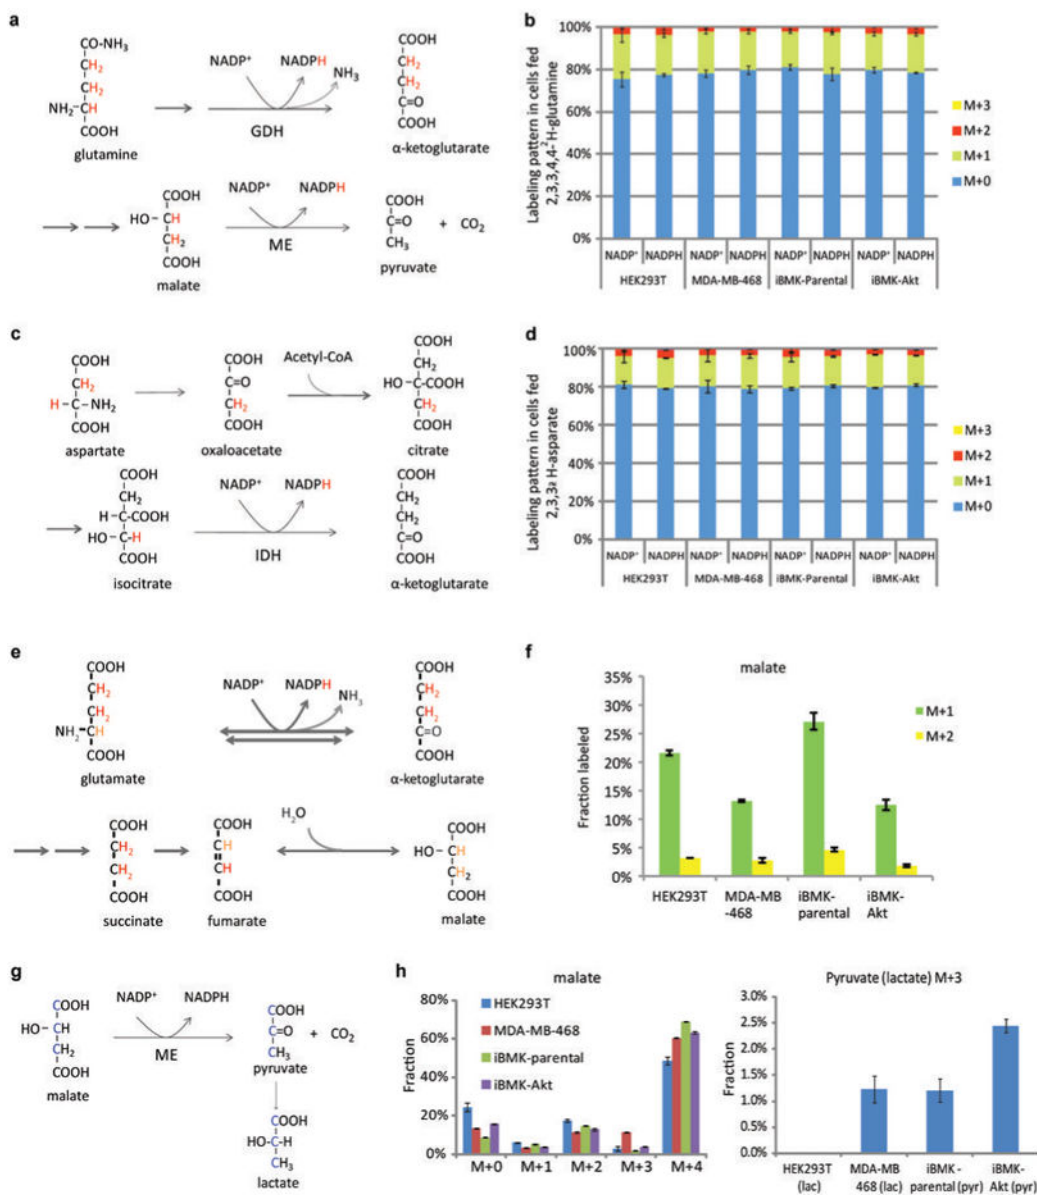 a
CO-NH3
CH2
CH2
NH2-C-H
COOH
glutamine
NADP+
NADPH
NH3
GDH
COOH
CH2
CH2
C=O
COOH
α-ketoglutarate
COOH
HO-CH
CH2
COOH
malate
NADP+
NADPH
ME
COOH
C=O
CH3
pyruvate
+ CO2
b
Labeling pattern in cells fed
2,3,3,4,4-2H-glutamine
100%
80%
60%
40%
20%
0%
NADP+ NADPH NADP+ NADPH NADP+ NADPH NADP+ NADPH
HEK293T MDA-MB-468 iBMK-Parental iBMK-Akt
M+3
M+2
M+1
M+0
c
COOH
CH2
H-C-NH2
COOH
aspartate
COOH
C=O
CH2
COOH
oxaloacetate
Acetyl-CoA
COOH
CH2
HO-C-COOH
CH2
COOH
citrate
COOH
CH2
H-C-COOH
HO-C-H
COOH
isocitrate
NADP+
NADPH
IDH
COOH
CH2
CH2
C=O
COOH
α-ketoglutarate
d
Labeling pattern in cells fed
H-asparate
100%
80%
60%
40%
20%
0%
NADP+ NADPH NADP+ NADPH NADP+ NADPH NADP+ NADPH
HEK293T MDA-MB-468 iBMK-Parental iBMK-Akt
M+3
M+2
M+1
M+0
e
COOH
CH2
CH2
NH2-CH
COOH
glutamate
NADP+
NADPH
NH3
COOH
CH2
CH2
C=O
COOH
α-ketoglutarate
COOH
CH2
CH2
COOH
succinate
COOH
CH
CH
COOH
fumarate
H2O
COOH
HO-CH
CH2
COOH
malate
f
malate
Fraction labeled
35%
30%
25%
20%
15%
10%
5%
0%
HEK293T
MDA-MB
-468
iBMK-
parental
iBMK-
Akt
M+1
M+2
g
COOH
HO-CH
CH2
COOH
malate
NADP+
NADPH
ME
COOH
C=O
CH3
pyruvate
+ CO2
COOH
HO-C-H
CH3
lactate
h
malate
Fraction
80%
60%
40%
20%
0%
HEK293T
MDA-MB-468
iBMK-parental
iBMK-Akt
M+0 M+1 M+2 M+3 M+4
Pyruvate (lactate) M+3
Fraction
3.0%
2.5%
2.0%
1.5%
1.0%
0.5%
0.0%
HEK293T
(lac)
MDA-MB
468 (lac)
iBMK -
parental (pyr)
iBMK-
Akt (pyr)